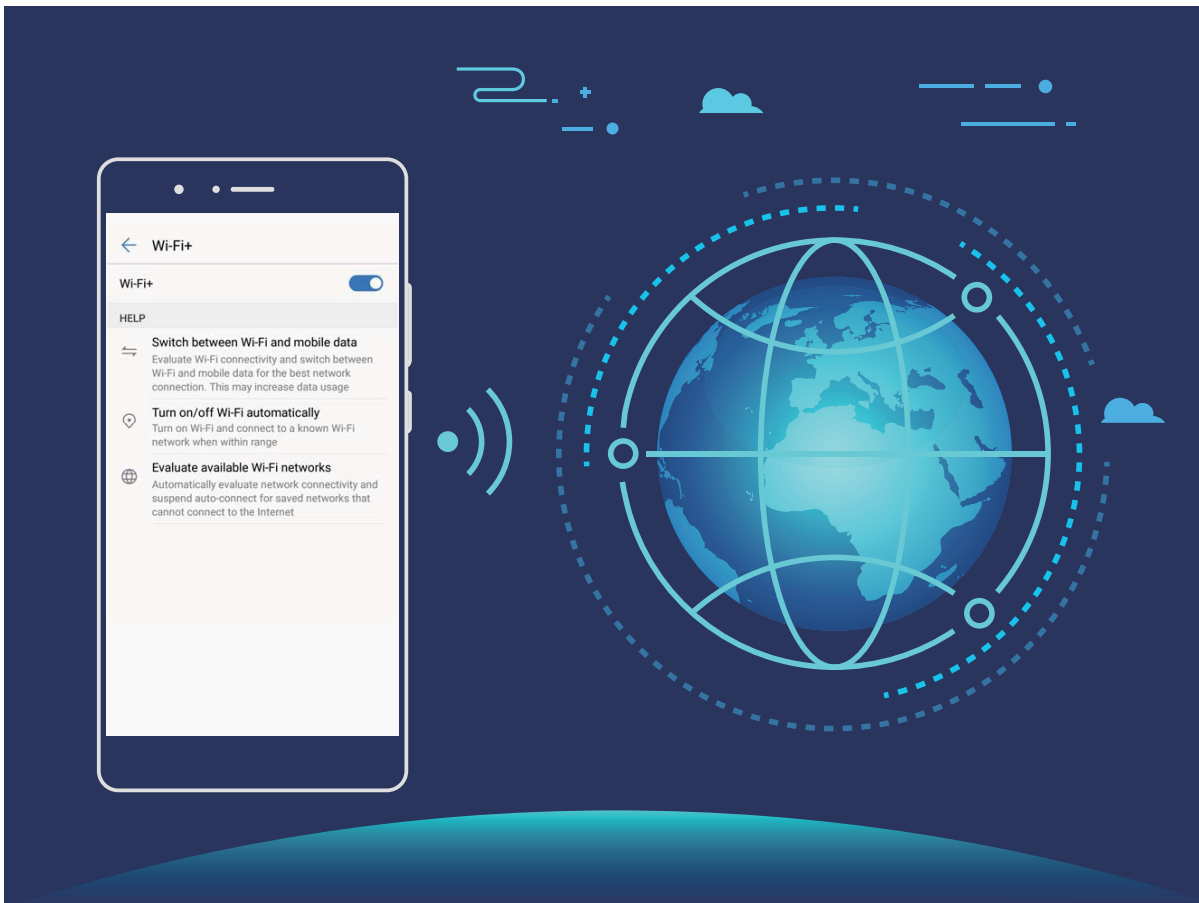 Wi-Fi+
Wi-Fi+
HELP
Switch between Wi-Fi and mobile data
Evaluate Wi-Fi connectivity and switch between
Wi-Fi and mobile data for the best network
connection. This may increase data usage
Turn on/off Wi-Fi automatically
Turn on Wi-Fi and connect to a known Wi-Fi
network when within range
Evaluate available Wi-Fi networks
Automatically evaluate network connectivity and
suspend auto-connect for saved networks that
cannot connect to the Internet